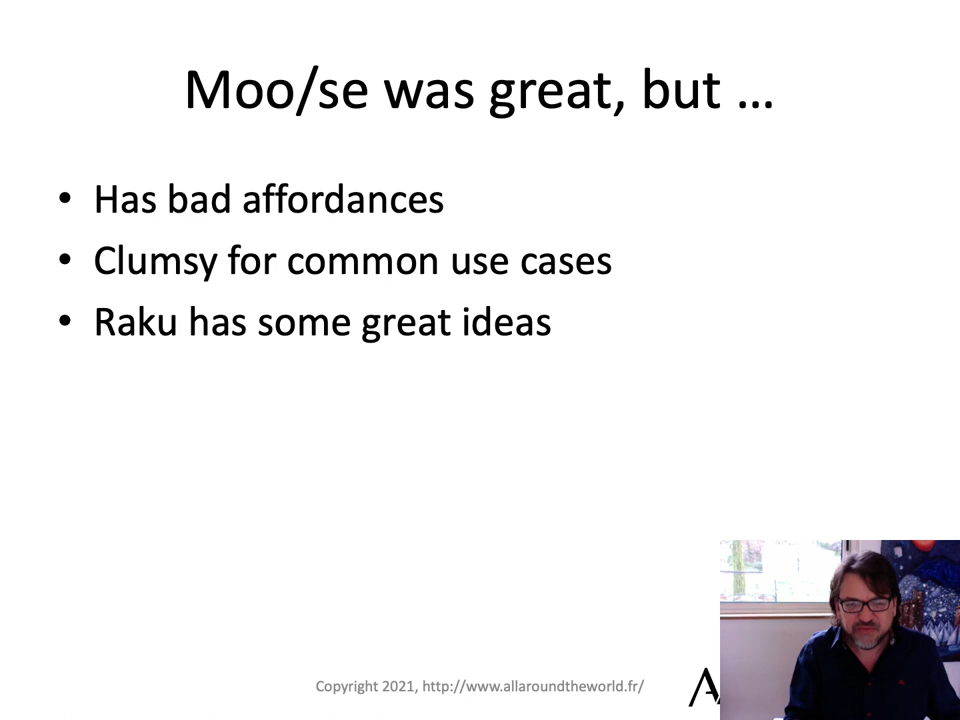 Moo/se was great, but …
• Has bad affordances
• Clumsy for common use cases
• Raku has some great ideas
Copyright 2021, http://www.allaroundtheworld.fr/